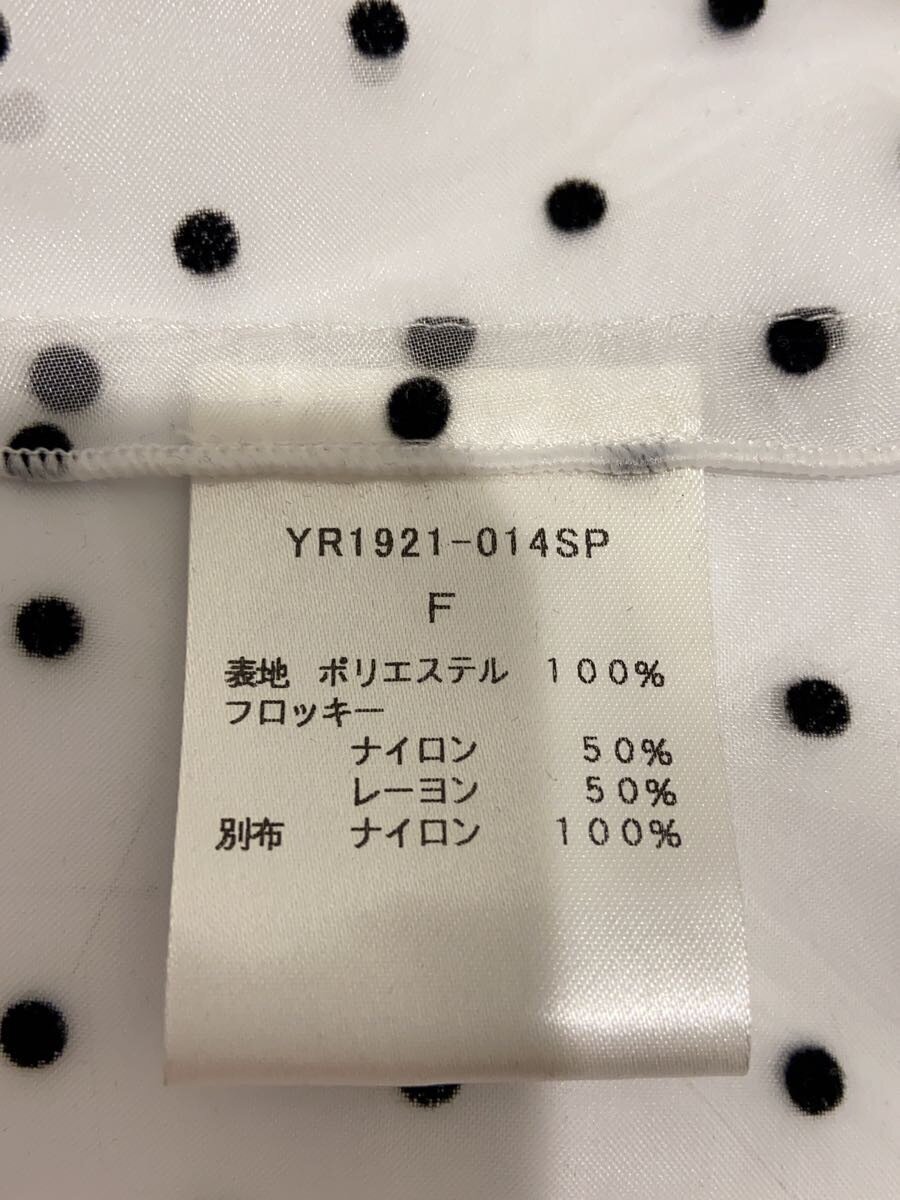 YR1921-014SP
F
表地 ポリエステル 100%
フロッキー
ナイロン 50%
レーヨン 50%
別布 ナイロン 100%